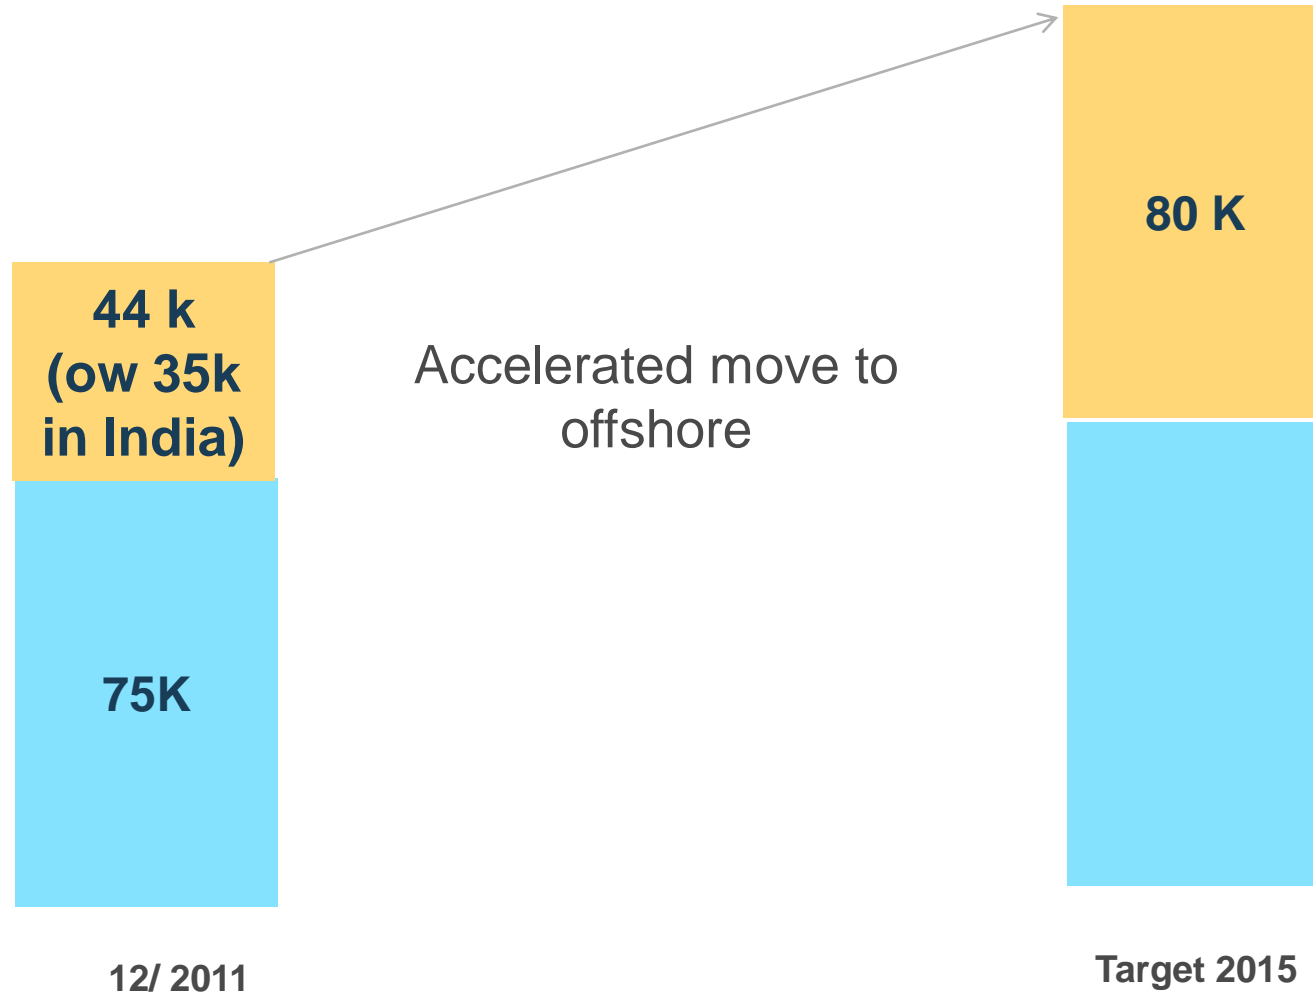 44 k
(ow 35k
in India)
75K
12/ 2011
Accelerated move to
offshore
80 K
Target 2015